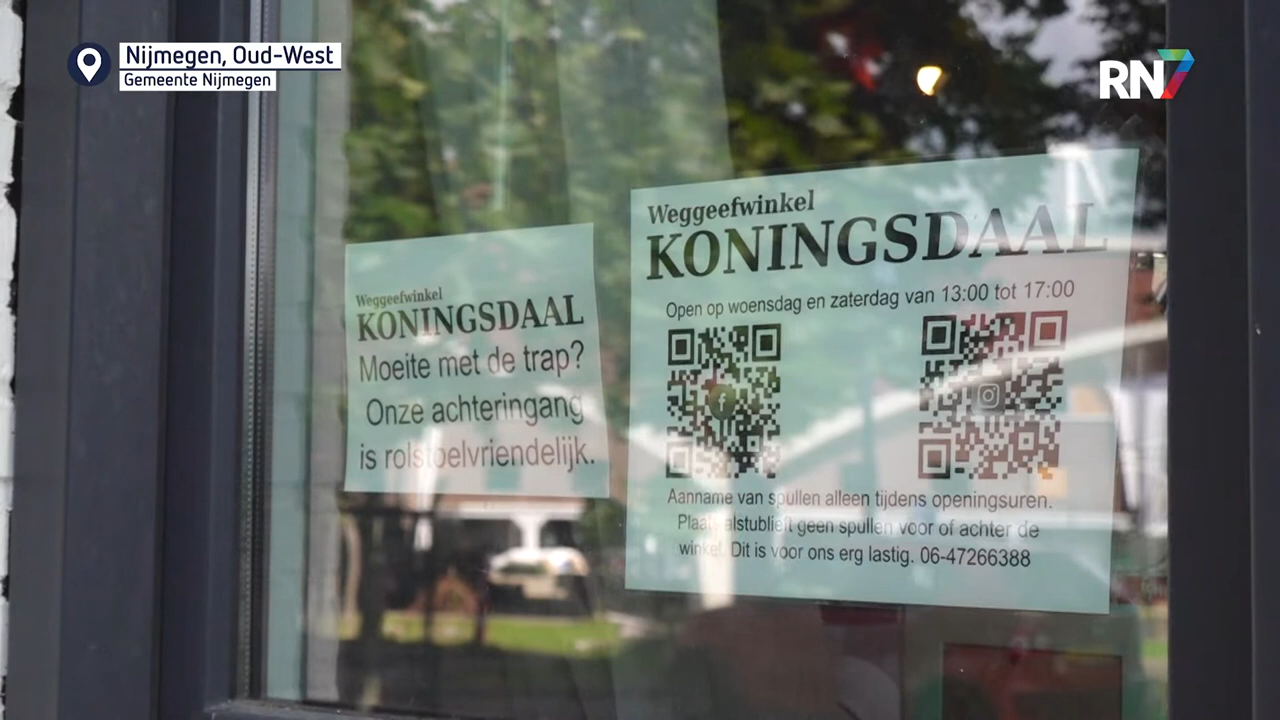 Nijmegen, Oud-West
Gemeente Nijmegen
RN7
Weggeefwinkel
KONINGSDAAL
Moeite met de trap?
Onze achteringang
is rolstoelvriendelijk.
Weggeefwinkel
KONINGSDAAL
Open op woensdag en zaterdag van 13:00 tot 17:00
Aanname van spullen alleen tijdens openingsuren.
Plaats alstublieft geen spullen voor of achter de
winkel. Dit is voor ons erg lastig. 06-47266388